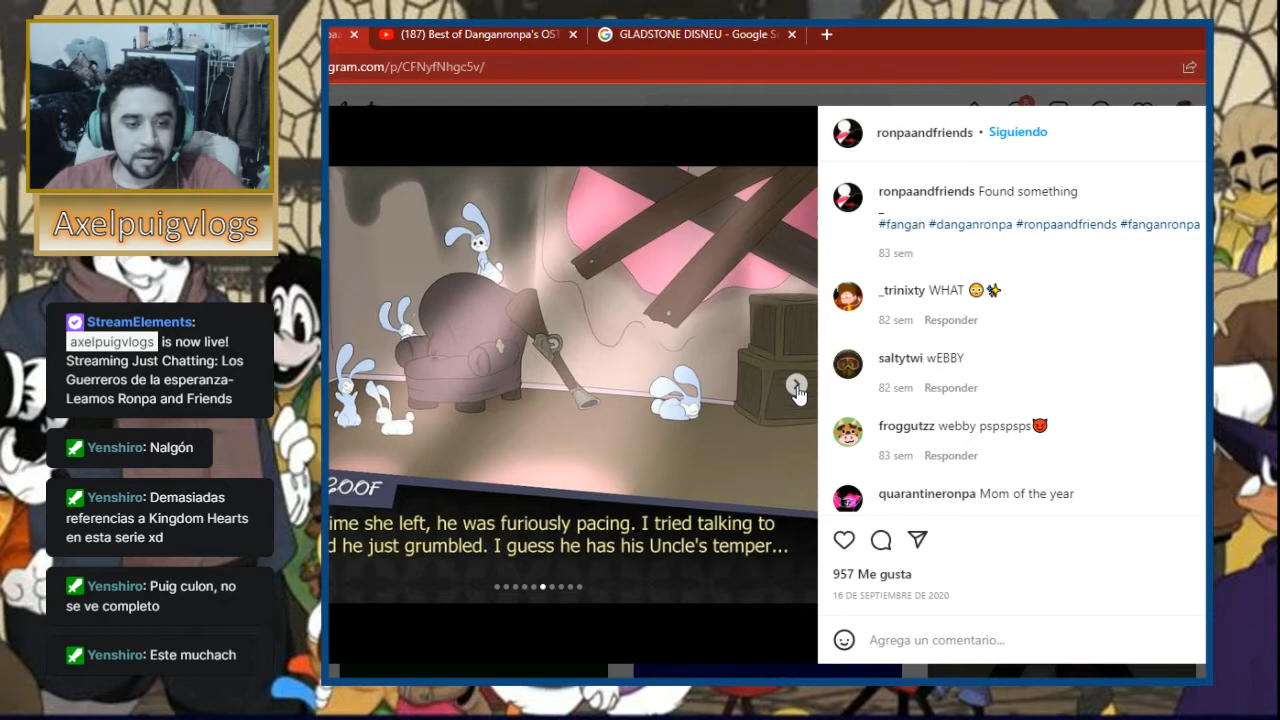 (187) Best of Danganronpa's OST
GLADSTONE DISNEU - Google S
gram.com/p/CFNyfNhgc5v/
ronpaandfriends • Siguiendo
ronpaandfriends Found something
_
#fangan #danganronpa #ronpaandfriends #fanganronpa
83 sem
_trinixty WHAT 😳✨
82 sem Responder
saltytwi wEBBY
82 sem Responder
froggutzz webby pspspsps😈
83 sem Responder
quarantineronpa Mom of the year
957 Me gusta
16 DE SEPTIEMBRE DE 2020
Agrega un comentario...
OOF
ime she left, he was furiously pacing. I tried talking to
d he just grumbled. I guess he has his Uncle's temper...
Axelpuigvlogs
StreamElements:
axelpuigvlogs is now live!
Streaming Just Chatting: Los
Guerreros de la esperanza-
Leamos Ronpa and Friends
Yenshiro: Nalgón
Yenshiro: Demasiadas
referencias a Kingdom Hearts
en esta serie xd
Yenshiro: Puig culon, no
se ve completo
Yenshiro: Este muchach